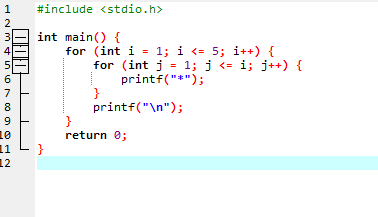 1 #include <stdio.h>
2
3 int main() {
4     for (int i = 1; i <= 5; i++) {
5         for (int j = 1; j <= i; j++) {
6             printf("*");
7         }
8         printf("\n");
9     }
10     return 0;
11 }
12